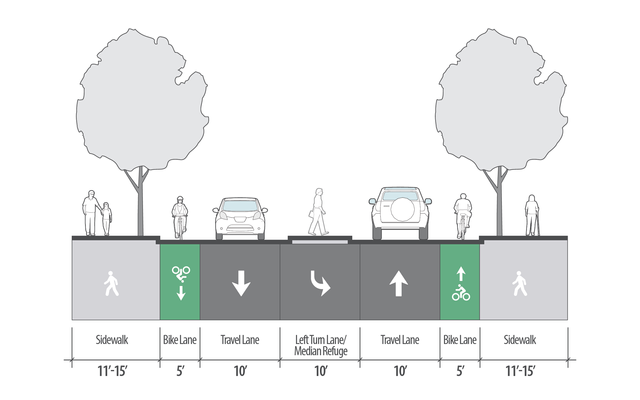 Sidewalk
Bike Lane
Travel Lane
Left Turn Lane/
Median Refuge
Travel Lane
Bike Lane
Sidewalk
11'-15'
5'
10'
10'
10'
5'
11'-15'